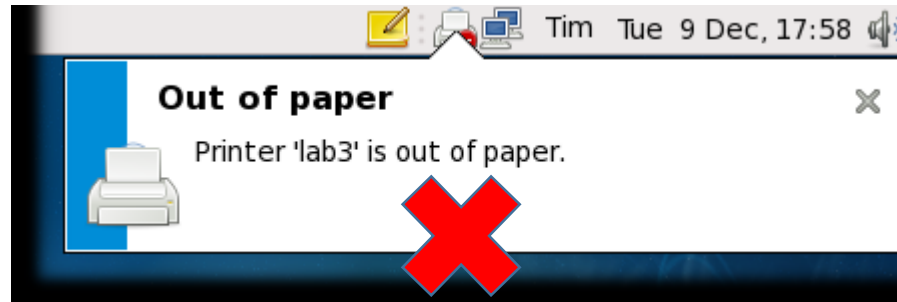 Tim Tue 9 Dec, 17:58
Out of paper
Printer 'lab3' is out of paper.